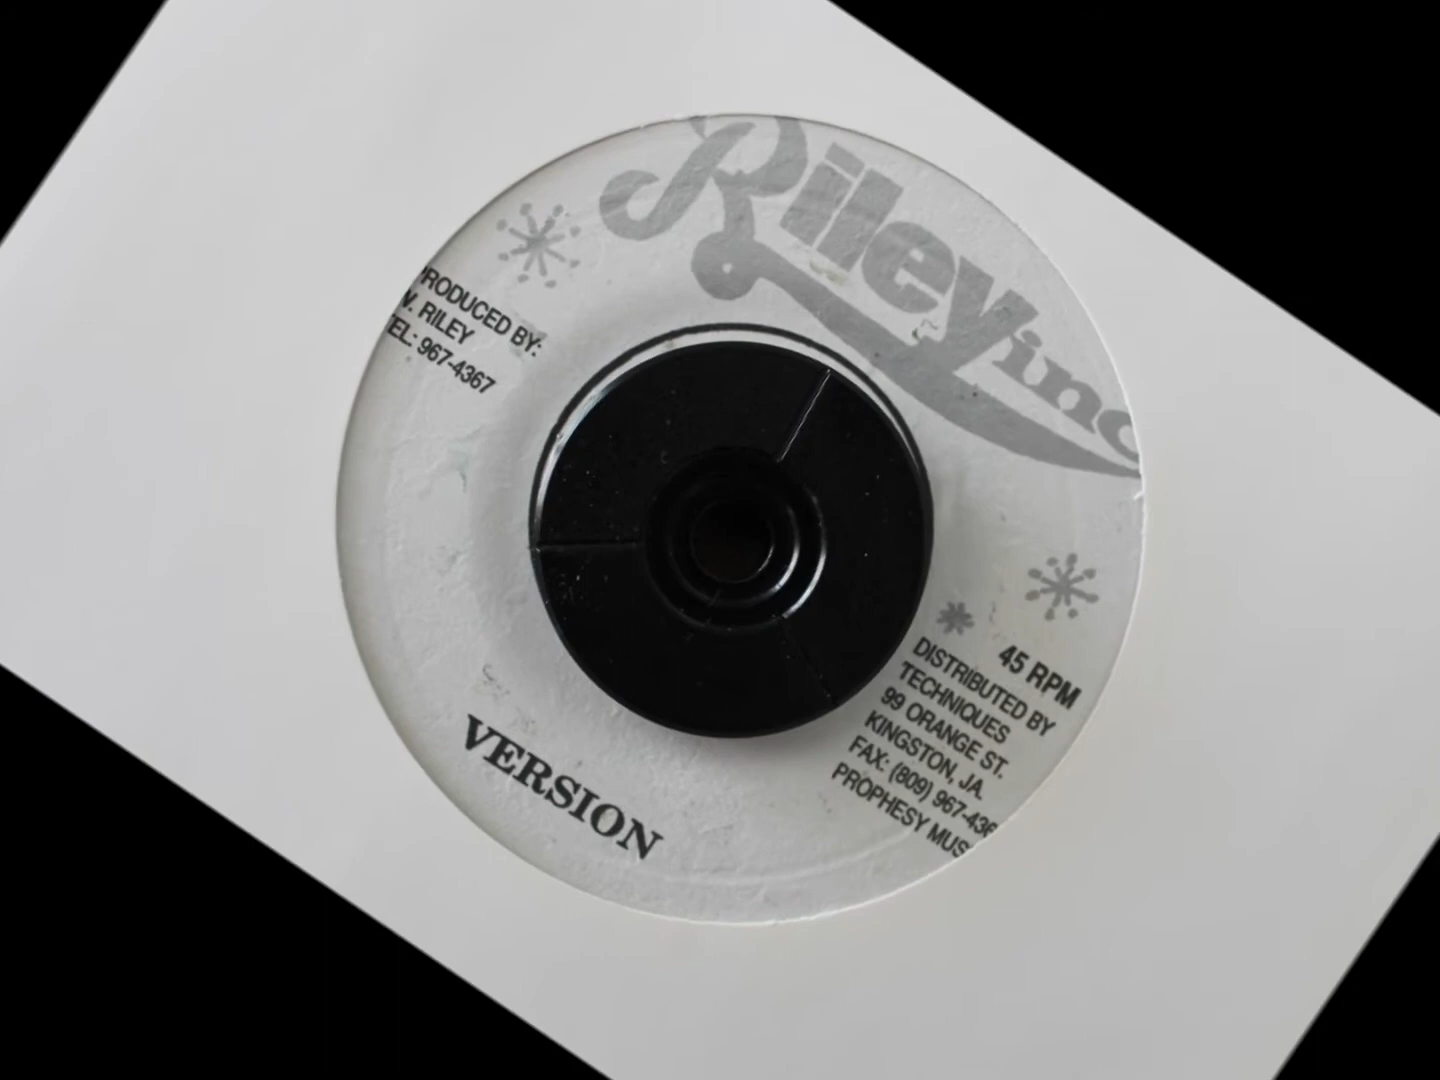 Riley inc
PRODUCED BY:
W. RILEY
TEL: 967-4367
45 RPM
DISTRIBUTED BY
TECHNIQUES
99 ORANGE ST.
KINGSTON, JA.
FAX: (809) 967-436
PROPHESY MUS
VERSION